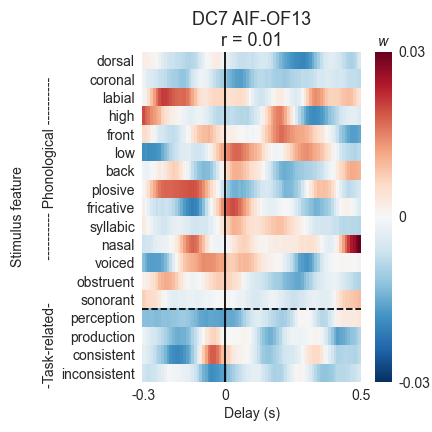 DC7 AIF-OF13
r = 0.01
w
dorsal
coronal
labial
high
front
low
back
plosive
fricative
syllabic
nasal
voiced
obstruent
sonorant
perception
production
consistent
inconsistent
Stimulus feature
-Task-related- ---------- Phonological ----------
-0.3
0
0.5
Delay (s)
0.03
0
-0.03